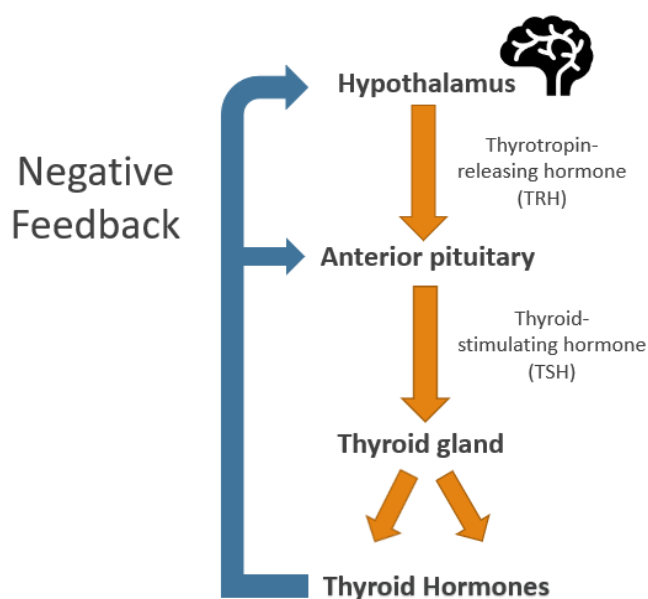 Hypothalamus
Thyrotropin-
releasing hormone
(TRH)
Negative
Feedback
Anterior pituitary
Thyroid-
stimulating hormone
(TSH)
Thyroid gland
Thyroid Hormones